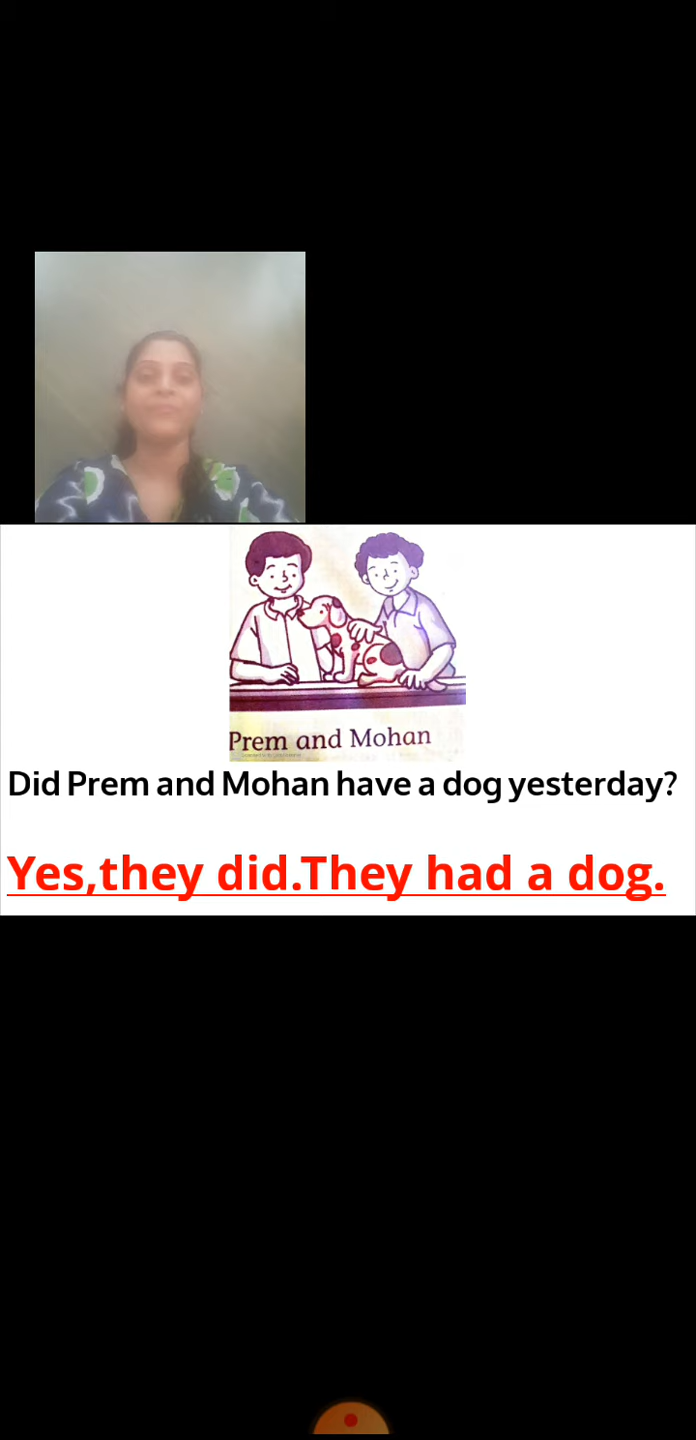 Prem and Mohan
Did Prem and Mohan have a dog yesterday?
Yes,they did.They had a dog.